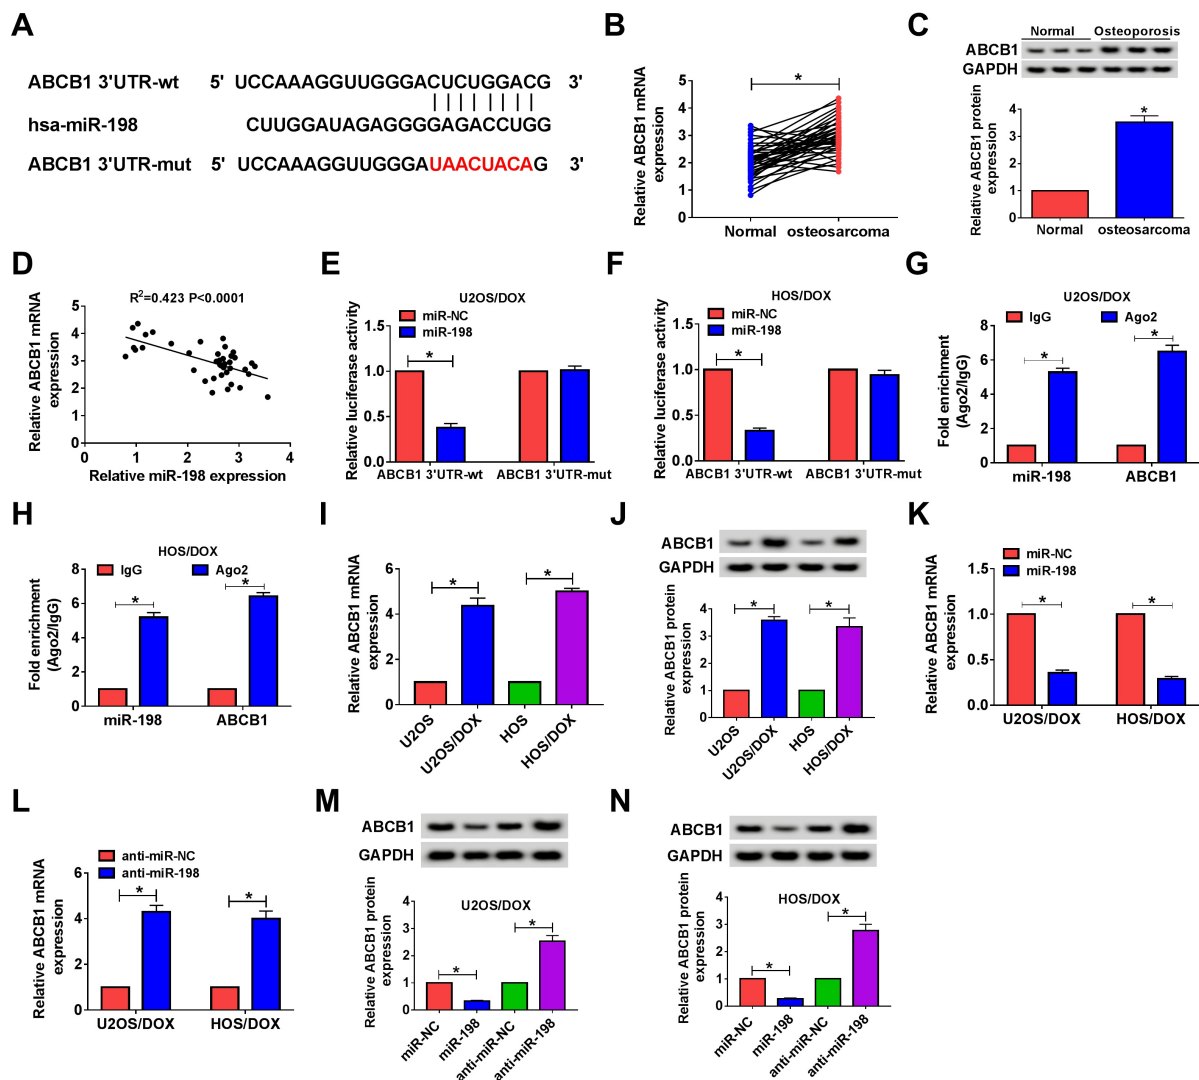 A
ABCB1 3'UTR-wt 5' UCCAAAGGUUGGGACUCUGGACG 3'
hsa-miR-198 CUUGGAUAGAGGGGAGACCUGG
ABCB1 3'UTR-mut 5' UCCAAAGGUUGGGAUAACUACAG 3'
B
Relative ABCB1 mRNA
expression
5
4
3
2
1
0
*
Normal osteosarcoma
C
Normal Osteoporosis
ABCB1
GAPDH
Relative ABCB1 protein
expression
4
3
2
1
0
*
Normal osteosarcoma
D
R²=0.423 P<0.0001
Relative ABCB1 mRNA
expression
5
4
3
2
1
0
0 1 2 3 4
Relative miR-198 expression
E
U2OS/DOX
miR-NC
miR-198
Relative luciferase activity
1.5
1.0
0.5
0.0
*
ABCB1 3'UTR-wt ABCB1 3'UTR-mut
F
HOS/DOX
miR-NC
miR-198
Relative luciferase activity
1.5
1.0
0.5
0.0
*
ABCB1 3'UTR-wt ABCB1 3'UTR-mut
G
U2OS/DOX
IgG Ago2
Fold enrichment
(Ago2/IgG)
8
6
4
2
0
* *
miR-198 ABCB1
H
HOS/DOX
IgG Ago2
Fold enrichment
(Ago2/IgG)
8
6
4
2
0
* *
miR-198 ABCB1
I
Relative ABCB1 mRNA
expression
6
4
2
0
* *
U2OS U2OS/DOX HOS HOS/DOX
J
ABCB1
GAPDH
Relative ABCB1 protein
expression
4
3
2
1
0
* *
U2OS U2OS/DOX HOS HOS/DOX
K
miR-NC
miR-198
Relative ABCB1 mRNA
expression
1.5
1.0
0.5
0.0
* *
U2OS/DOX HOS/DOX
L
anti-miR-NC
anti-miR-198
Relative ABCB1 mRNA
expression
6
4
2
0
* *
U2OS/DOX HOS/DOX
M
ABCB1
GAPDH
U2OS/DOX
Relative ABCB1 protein
expression
4
3
2
1
0
* *
miR-NC miR-198 anti-miR-NC anti-miR-198
N
ABCB1
GAPDH
HOS/DOX
Relative ABCB1 protein
expression
4
3
2
1
0
* *
miR-NC miR-198 anti-miR-NC anti-miR-198